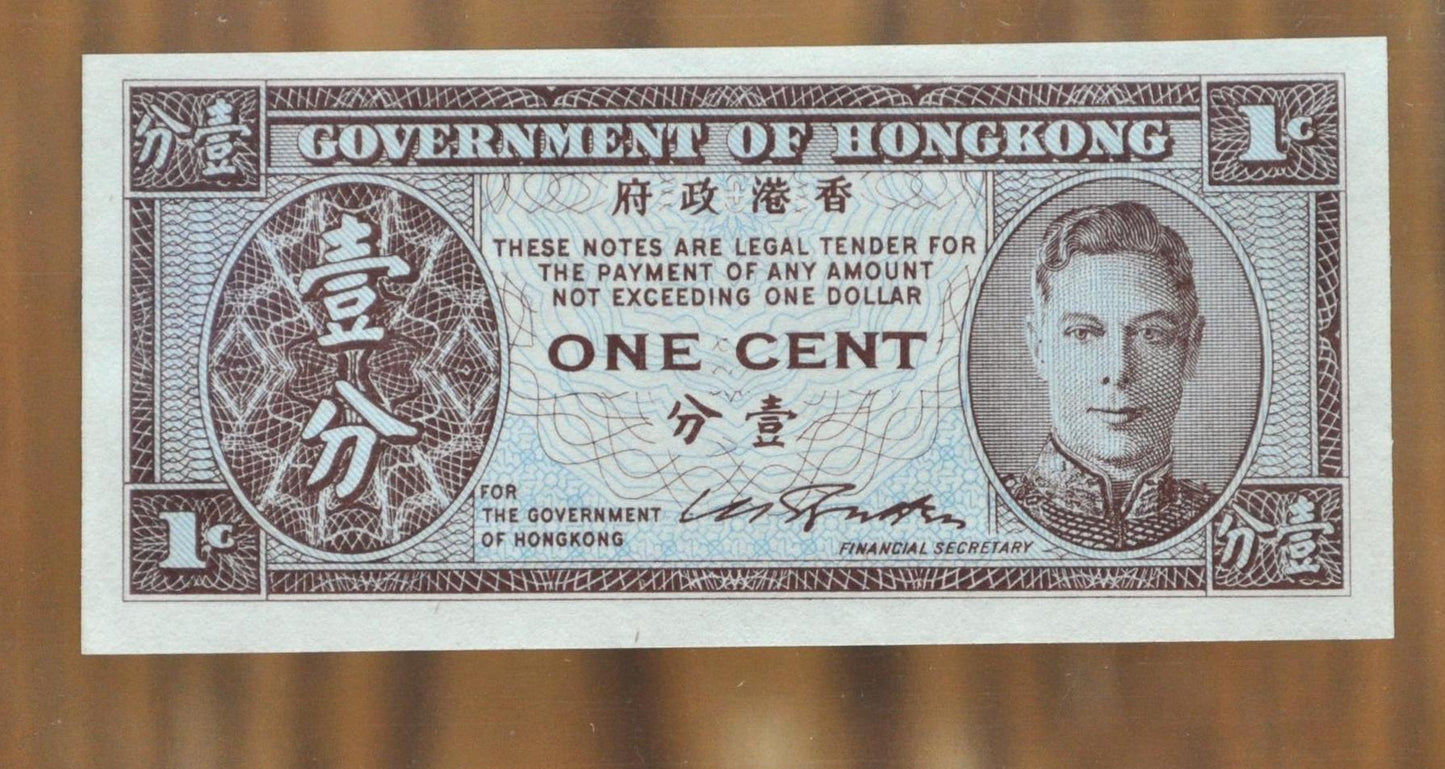 分壹
GOVERNMENT OF HONGKONG
1C
府政港香
THESE NOTES ARE LEGAL TENDER FOR
THE PAYMENT OF ANY AMOUNT
NOT EXCEEDING ONE DOLLAR
壹
分
ONE CENT
分壹
FOR
THE GOVERNMENT
OF HONGKONG
FINANCIAL SECRETARY
1C
分壹